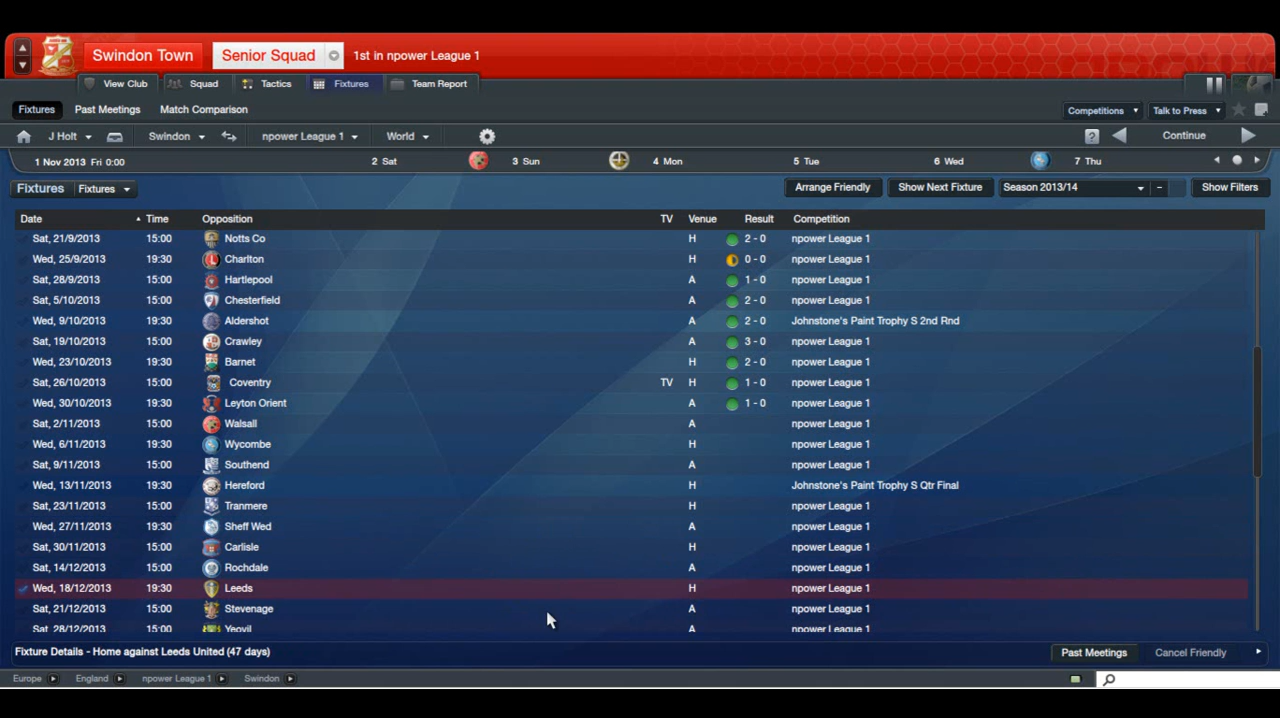 Swindon Town Senior Squad 1st in npower League 1
View Club Squad Tactics Fixtures Team Report
Fixtures Past Meetings Match Comparison Competitions Talk to Press
J Holt Swindon npower League 1 World ? Continue
1 Nov 2013 Fri 0:00 2 Sat 3 Sun 4 Mon 5 Tue 6 Wed 7 Thu
Fixtures Fixtures Arrange Friendly Show Next Fixture Season 2013/14 - Show Filters
Date Time Opposition TV Venue Result Competition
Sat, 21/9/2013 15:00 Notts Co H 2 - 0 npower League 1
Wed, 25/9/2013 19:30 Charlton H 0 - 0 npower League 1
Sat, 28/9/2013 15:00 Hartlepool A 1 - 0 npower League 1
Sat, 5/10/2013 15:00 Chesterfield A 2 - 0 npower League 1
Wed, 9/10/2013 19:30 Aldershot A 2 - 0 Johnstone's Paint Trophy S 2nd Rnd
Sat, 19/10/2013 15:00 Crawley A 3 - 0 npower League 1
Wed, 23/10/2013 19:30 Barnet H 2 - 0 npower League 1
Sat, 26/10/2013 15:00 Coventry TV H 1 - 0 npower League 1
Wed, 30/10/2013 19:30 Leyton Orient A 1 - 0 npower League 1
Sat, 2/11/2013 15:00 Walsall A npower League 1
Wed, 6/11/2013 19:30 Wycombe H npower League 1
Sat, 9/11/2013 15:00 Southend A npower League 1
Wed, 13/11/2013 19:30 Hereford H Johnstone's Paint Trophy S Qtr Final
Sat, 23/11/2013 15:00 Tranmere H npower League 1
Wed, 27/11/2013 19:30 Sheff Wed A npower League 1
Sat, 30/11/2013 15:00 Carlisle H npower League 1
Sat, 14/12/2013 15:00 Rochdale A npower League 1
Wed, 18/12/2013 19:30 Leeds H npower League 1
Sat, 21/12/2013 15:00 Stevenage A npower League 1
Sat, 28/12/2013 15:00 Yeovil A npower League 1
Fixture Details - Home against Leeds United (47 days) Past Meetings Cancel Friendly
Europe England npower League 1 Swindon